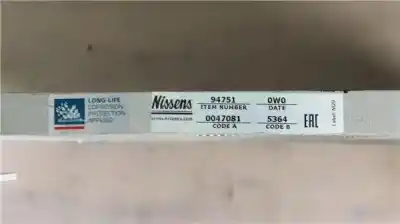 LONG-LIFE
CORROSION
PROTECTION
APPLIED
Nissens
94751
ITEM NUMBER
0W0
DATE
0047081
CODE A
5364
CODE B
EAC